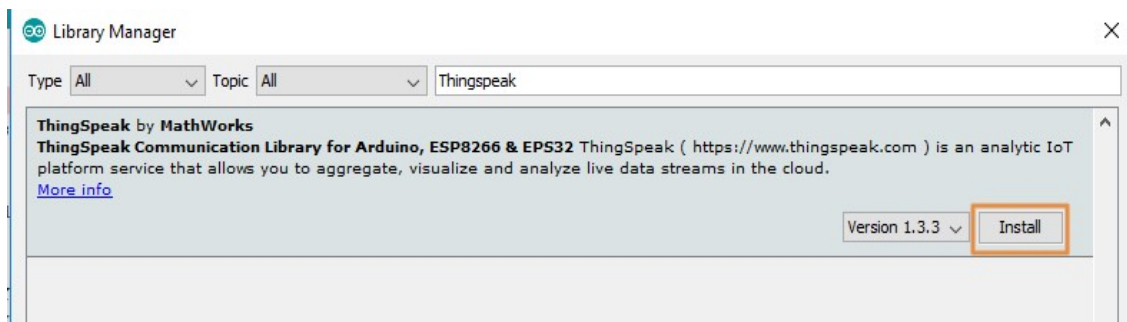 Library Manager
Type All Topic All Thingspeak
ThingSpeak by MathWorks
ThingSpeak Communication Library for Arduino, ESP8266 & EPS32 ThingSpeak ( https://www.thingspeak.com ) is an analytic IoT
platform service that allows you to aggregate, visualize and analyze live data streams in the cloud.
More info
Version 1.3.3 Install